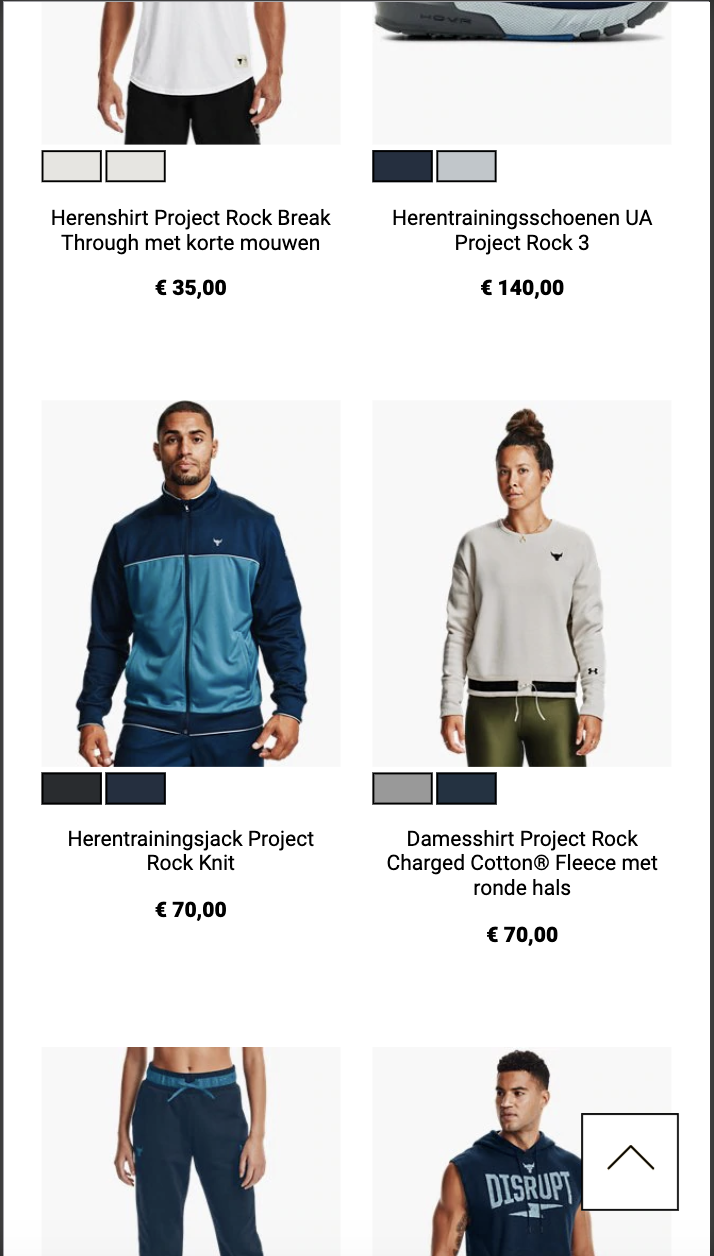 HOVR
Herenshirt Project Rock Break
Through met korte mouwen
€ 35,00
Herentrainingsschoenen UA
Project Rock 3
€ 140,00
Herentrainingsjack Project
Rock Knit
€ 70,00
Damesshirt Project Rock
Charged Cotton® Fleece met
ronde hals
€ 70,00
DISRUPT